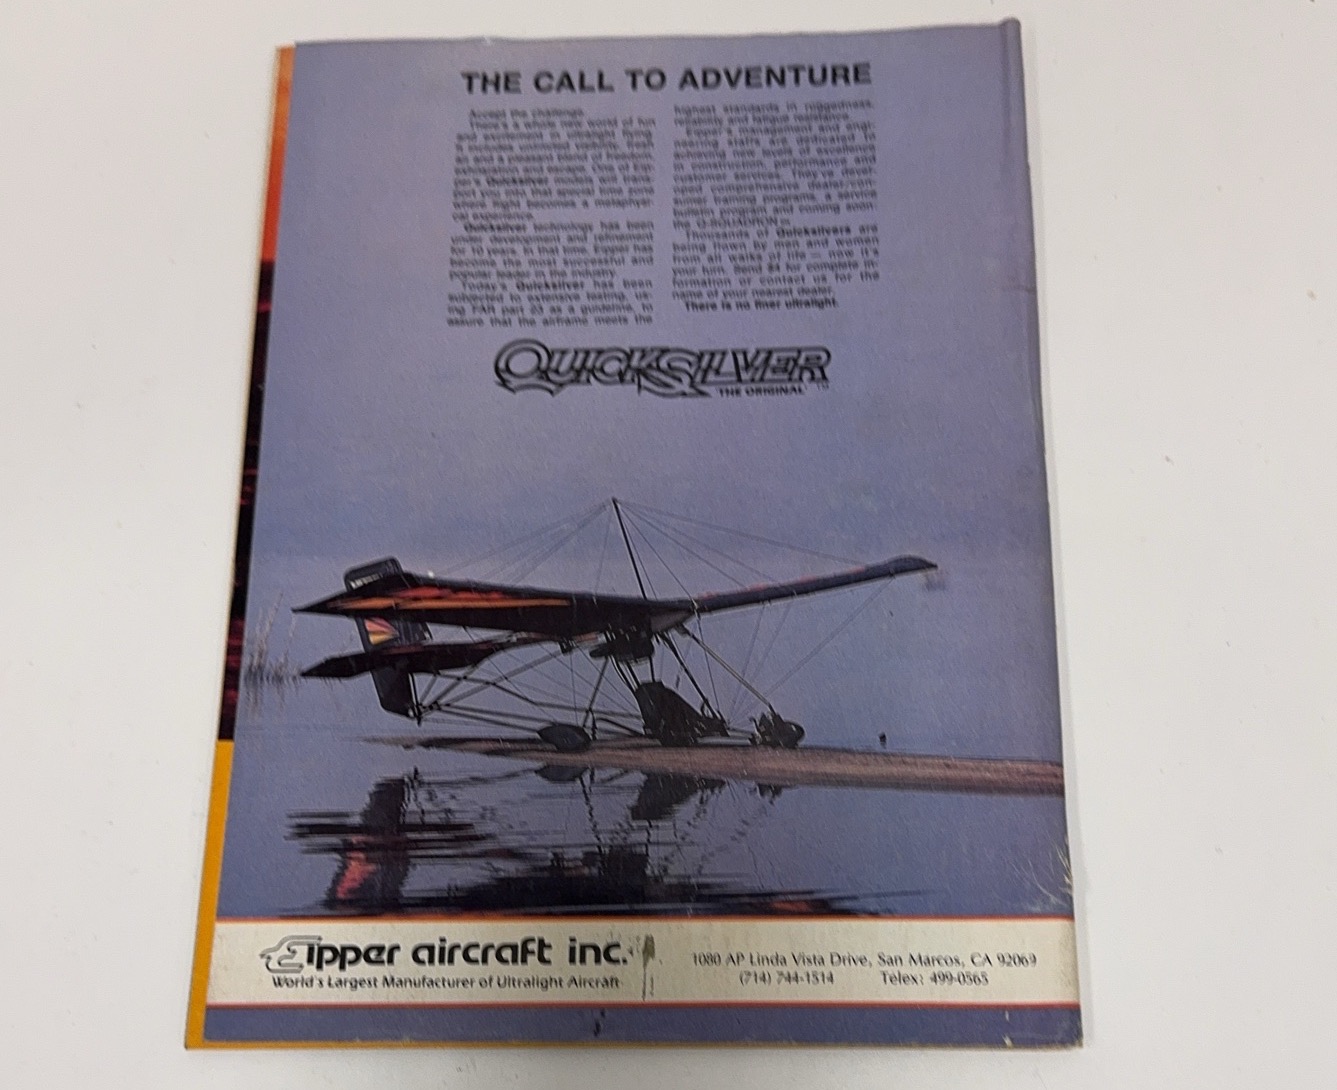 THE CALL TO ADVENTURE
Accept the challenge.
There's a whole new world of fun
and excitement in ultralight flying
and a pleasant blend of freedom,
exhilaration and escape. One of Eip-
per's Quicksilver models will trans-
port you into that special time zone
where flight becomes a metaphysi-
cal experience.
Quicksilver technology has been
under development and refinement
for 10 years. In that time, Eipper has
become the most successful and
popular leader in the industry.
Today's Quicksilver has been
subjected to extensive testing, us-
ing FAR part 23 as a guideline, to
assure that the airframe meets the
highest standards in ruggedness,
reliability and fatigue resistance.
Eipper's management and engi-
neering staffs are dedicated to
achieving new levels of excellence
in construction, performance and
customer services. They've devel-
oped comprehensive dealer/con-
sumer training programs, a service
bulletin program and coming soon:
the Q-SQUADRON
Thousands of Quicksilvers are
being flown by men and women
from all walks of life — now it's
your turn. Send $4 for complete in-
formation or contact us for the
name of your nearest dealer.
There is no finer ultralight.
QUICKSILVER
THE ORIGINAL TM
Eipper aircraft inc.
World's Largest Manufacturer of Ultralight Aircraft
1080 AP Linda Vista Drive, San Marcos, CA 92069
(714) 744-1514 Telex: 499-0565